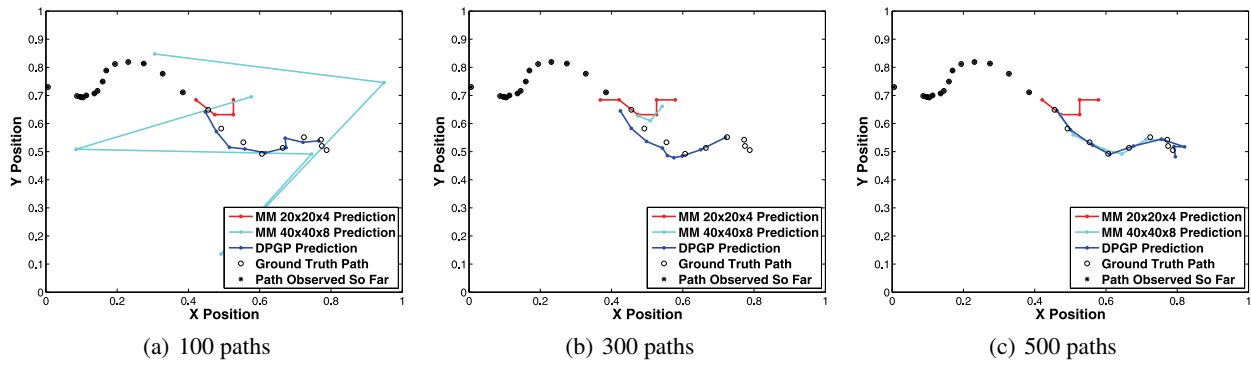 1
0.9
0.8
0.7
0.6
0.5
0.4
0.3
0.2
0.1
0
0 0.2 0.4 0.6 0.8 1
Y Position
X Position
MM 20x20x4 Prediction
MM 40x40x8 Prediction
DPGP Prediction
Ground Truth Path
Path Observed So Far
(a) 100 paths
1
0.9
0.8
0.7
0.6
0.5
0.4
0.3
0.2
0.1
0
0 0.2 0.4 0.6 0.8 1
Y Position
X Position
MM 20x20x4 Prediction
MM 40x40x8 Prediction
DPGP Prediction
Ground Truth Path
Path Observed So Far
(b) 300 paths
1
0.9
0.8
0.7
0.6
0.5
0.4
0.3
0.2
0.1
0
0 0.2 0.4 0.6 0.8 1
Y Position
X Position
MM 20x20x4 Prediction
MM 40x40x8 Prediction
DPGP Prediction
Ground Truth Path
Path Observed So Far
(c) 500 paths